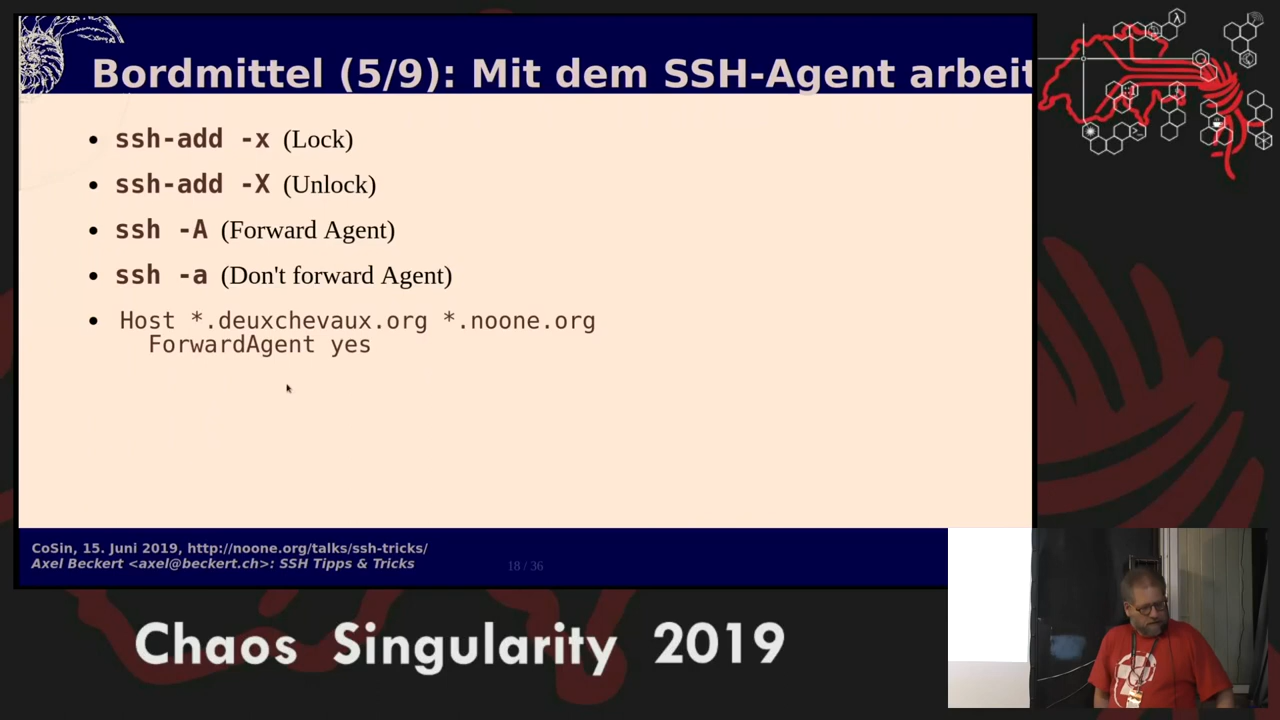 Bordmittel (5/9): Mit dem SSH-Agent arbeit
ssh-add -x (Lock)
ssh-add -X (Unlock)
ssh -A (Forward Agent)
ssh -a (Don't forward Agent)
Host *.deuxchevaux.org *.noone.org
ForwardAgent yes
CoSin, 15. Juni 2019, http://noone.org/talks/ssh-tricks/
Axel Beckert <axel@beckert.ch>: SSH Tipps & Tricks
18 / 36
Chaos Singularity 2019